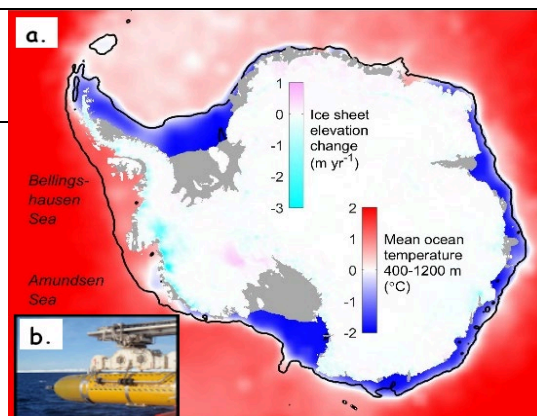 a.
1
0
-1
-2
-3
Ice sheet
elevation
change
(m yr⁻¹)
Bellings-
hausen
Sea
2
1
0
-1
-2
Mean ocean
temperature
400-1200 m
(°C)
Amundsen
Sea
b.